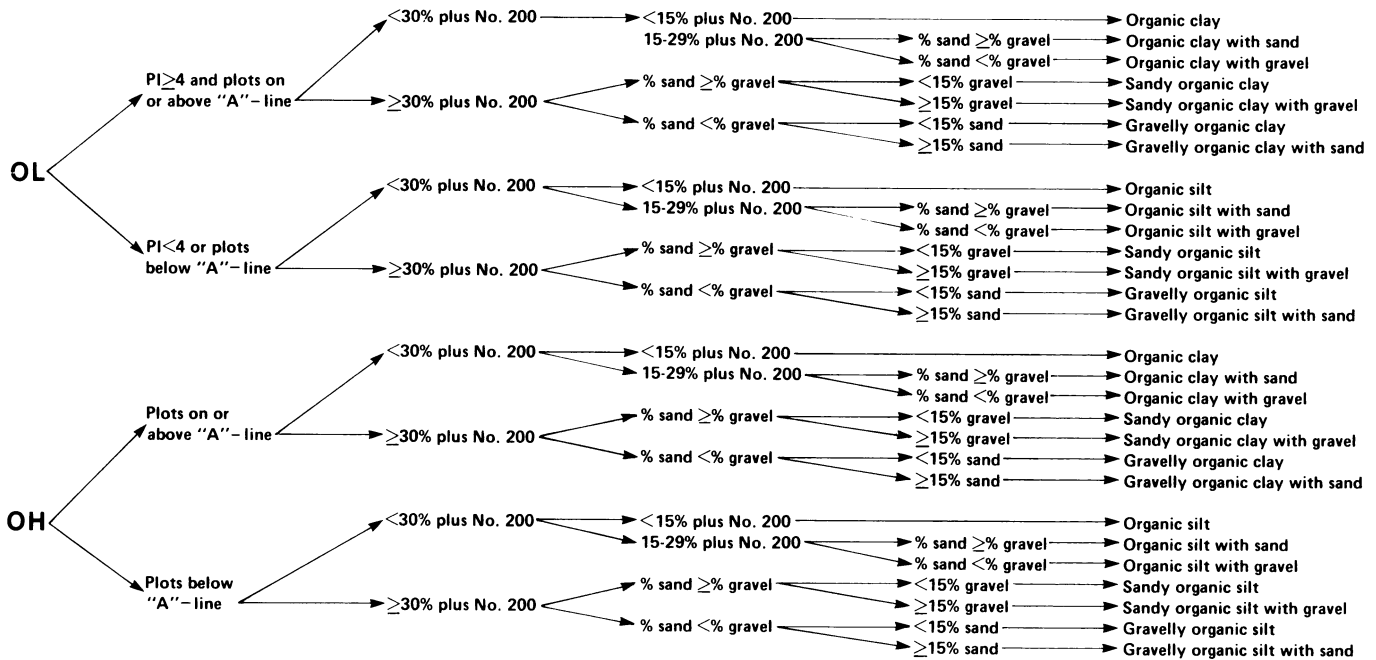 <30% plus No. 200 <15% plus No. 200 Organic clay
15-29% plus No. 200 % sand ≥% gravel Organic clay with sand
% sand <% gravel Organic clay with gravel
PI≥4 and plots on
or above "A"-line
≥30% plus No. 200 % sand ≥% gravel <15% gravel Sandy organic clay
≥15% gravel Sandy organic clay with gravel
% sand <% gravel <15% sand Gravelly organic clay
≥15% sand Gravelly organic clay with sand
OL
<30% plus No. 200 <15% plus No. 200 Organic silt
15-29% plus No. 200 % sand ≥% gravel Organic silt with sand
% sand <% gravel Organic silt with gravel
PI<4 or plots
below "A"-line
≥30% plus No. 200 % sand ≥% gravel <15% gravel Sandy organic silt
≥15% gravel Sandy organic silt with gravel
% sand <% gravel <15% sand Gravelly organic silt
≥15% sand Gravelly organic silt with sand
<30% plus No. 200 <15% plus No. 200 Organic clay
15-29% plus No. 200 % sand ≥% gravel Organic clay with sand
% sand <% gravel Organic clay with gravel
Plots on or
above "A"-line
≥30% plus No. 200 % sand ≥% gravel <15% gravel Sandy organic clay
≥15% gravel Sandy organic clay with gravel
% sand <% gravel <15% sand Gravelly organic clay
≥15% sand Gravelly organic clay with sand
OH
<30% plus No. 200 <15% plus No. 200 Organic silt
15-29% plus No. 200 % sand ≥% gravel Organic silt with sand
% sand <% gravel Organic silt with gravel
Plots below
"A"-line
≥30% plus No. 200 % sand ≥% gravel <15% gravel Sandy organic silt
≥15% gravel Sandy organic silt with gravel
% sand <% gravel <15% sand Gravelly organic silt
≥15% sand Gravelly organic silt with sand